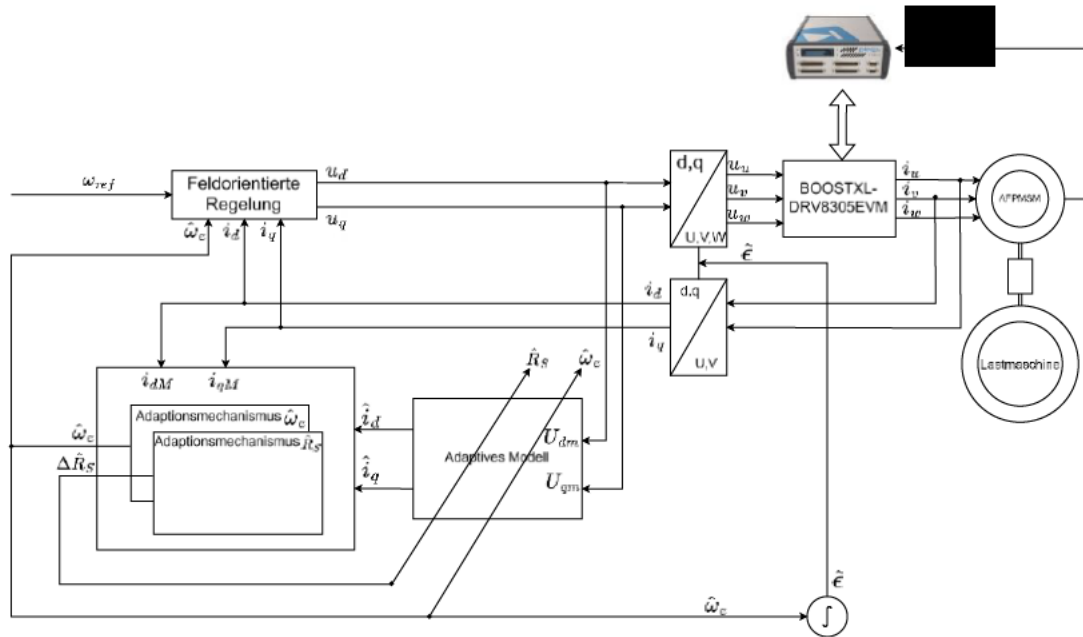 ω_ref
Feldorientierte
Regelung
u_d
u_q
ω̂_c
i_d
i_q
d,q
U,V,W
u_u
u_v
u_w
BOOSTXL-
DRV8305EVM
i_u
i_v
i_w
AFPMSM
ε̂
d,q
U,V
i_d
i_q
Lastmaschine
i_dM
i_qM
R̂_S
ω̂_c
Adaptionsmechanismus ω̂_c
Adaptionsmechanismus R̂_S
ω̂_c
ΔR̂_S
î_d
î_q
U_dm
Adaptives Modell
U_qm
ω̂_c
ε̂
∫